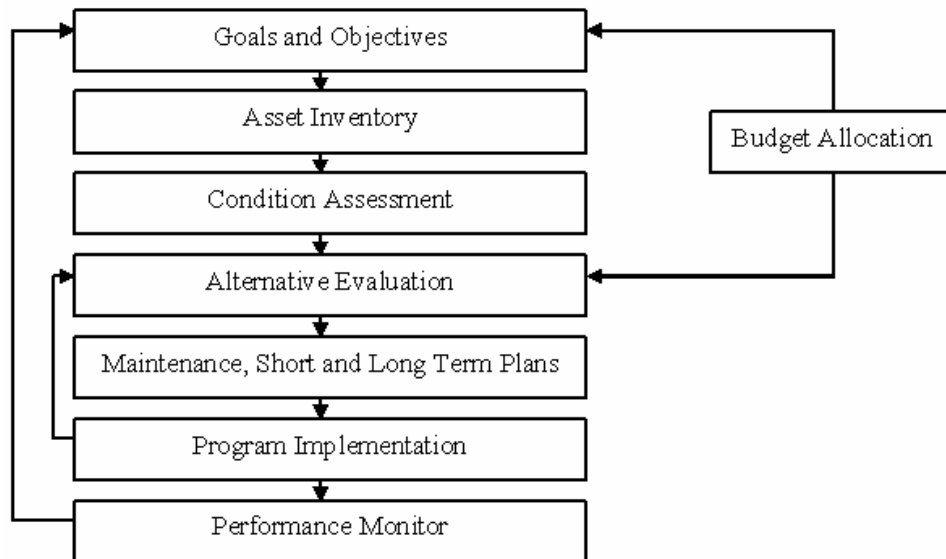 Goals and Objectives
Asset Inventory
Budget Allocation
Condition Assessment
Alternative Evaluation
Maintenance, Short and Long Term Plans
Program Implementation
Performance Monitor